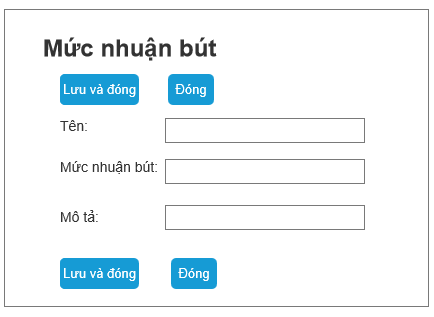 Mức nhuận bút
Lưu và đóng Đóng
Tên:
Mức nhuận bút:
Mô tả:
Lưu và đóng Đóng